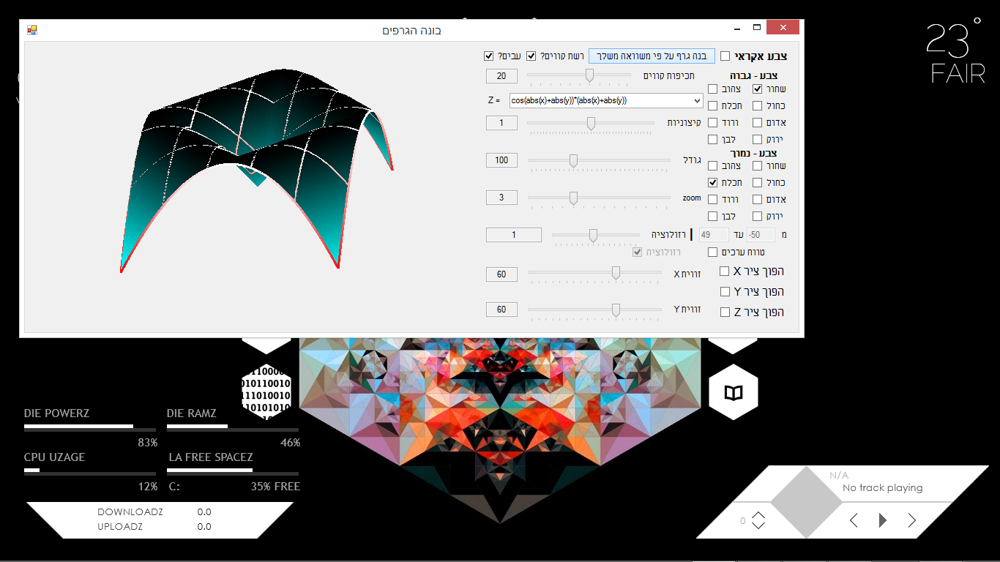 בונה הגרפים
צבע אקראי
בנה גרף על פי משוואה משלך
רשת קווים?
עבים?
צבע - גבוה
תכיפות קווים
20
שחור
צהוב
Z =
cos(abs(x)+abs(y))*(abs(x)+abs(y))
כחול
תכלת
אדום
ורוד
קיצוניות
1
ירוק
לבן
צבע - נמוך
גודל
100
שחור
צהוב
כחול
תכלת
אדום
ורוד
zoom
3
ירוק
לבן
מ
-50
עד
49
רזולוציה
1
טווח ערכים
רזולוציה
הפוך ציר X
זווית X
60
הפוך ציר Y
זווית Y
60
הפוך ציר Z
23°
FAIR
110000
0101100101
110101010
DIE POWERZ
83%
DIE RAMZ
46%
CPU UZAGE
12%
LA FREE SPACEZ
C:
35% FREE
DOWNLOADZ
0.0
UPLOADZ
0.0
N/A
No track playing
0